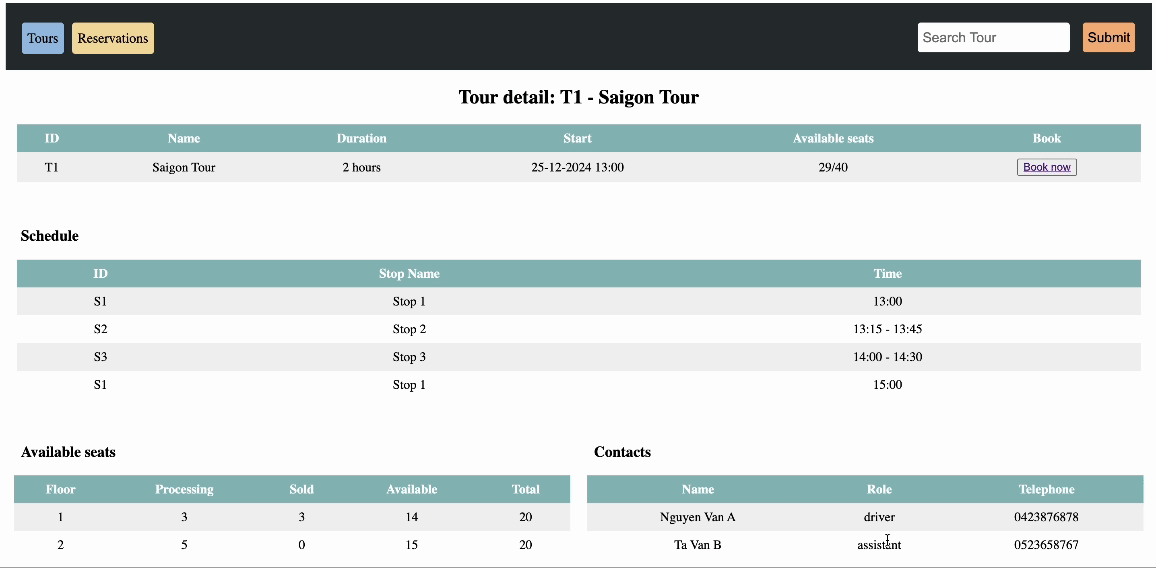 Tours Reservations Search Tour Submit
Tour detail: T1 - Saigon Tour
ID Name Duration Start Available seats Book
T1 Saigon Tour 2 hours 25-12-2024 13:00 29/40 Book now
Schedule
ID Stop Name Time
S1 Stop 1 13:00
S2 Stop 2 13:15 - 13:45
S3 Stop 3 14:00 - 14:30
S1 Stop 1 15:00
Available seats
Floor Processing Sold Available Total
1 3 3 14 20
2 5 0 15 20
Contacts
Name Role Telephone
Nguyen Van A driver 0423876878
Ta Van B assistant 0523658767